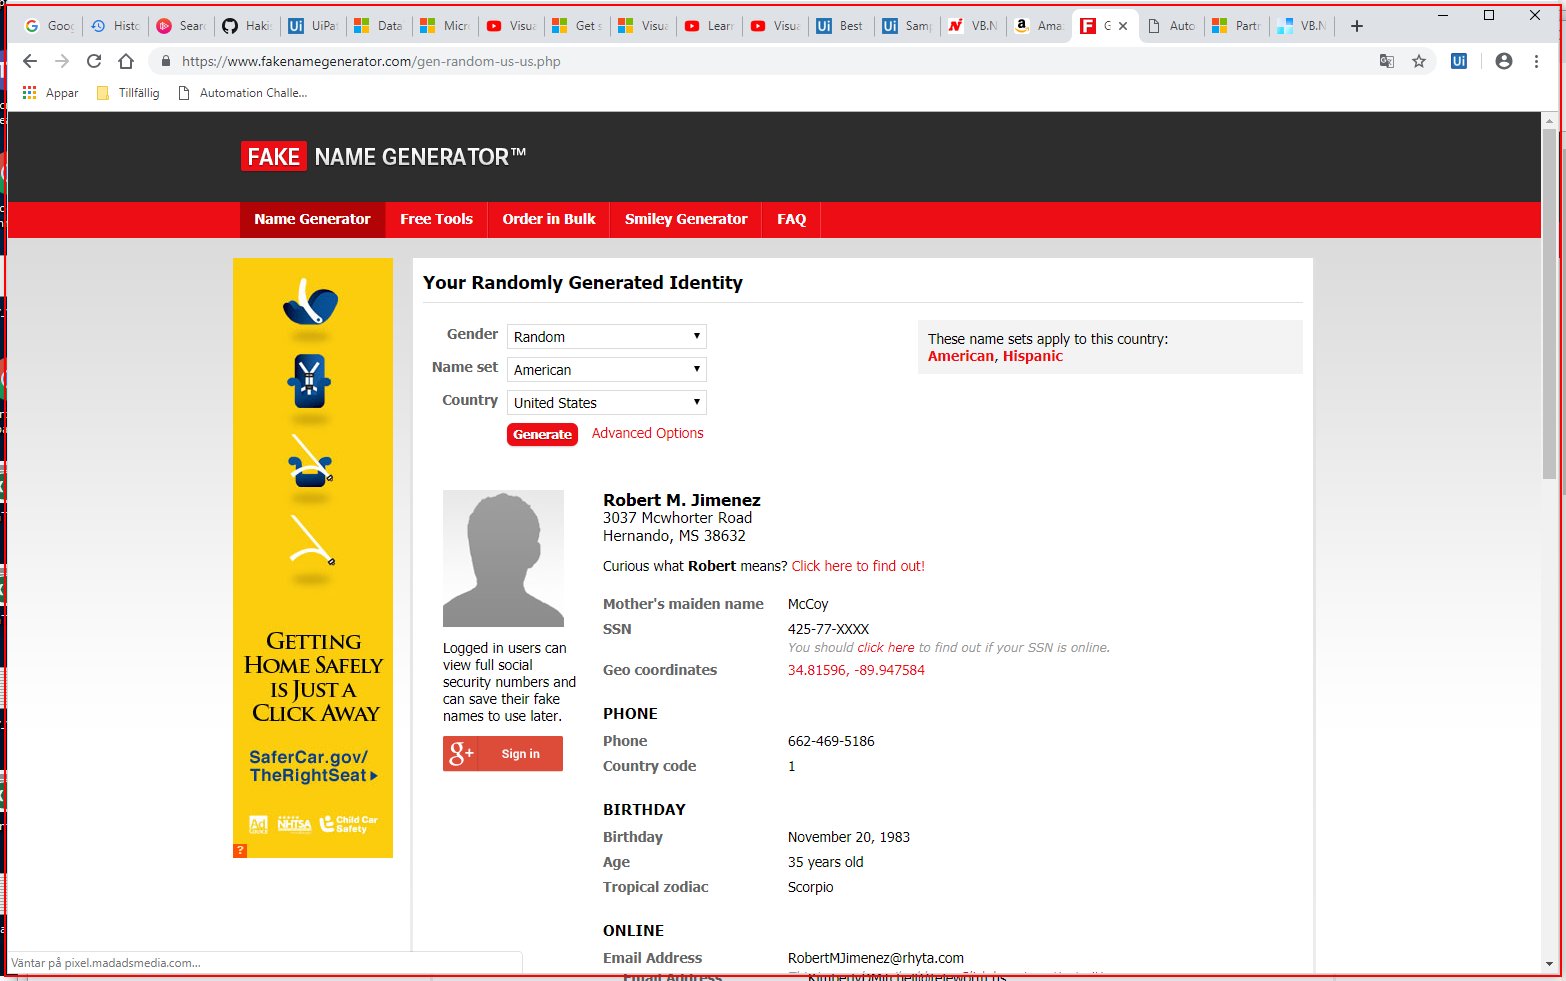 Goog
Histo
Searc
Hakis
UiPat
Data
Micro
Visua
Get s
Visua
Learn
Visua
Best
Samp
VB.N
Ama
G
Auto
Partn
VB.N
https://www.fakenamegenerator.com/gen-random-us-us.php
Appar
Tillfällig
Automation Challe...
FAKE NAME GENERATOR™
Name Generator
Free Tools
Order in Bulk
Smiley Generator
FAQ
GETTING
HOME SAFELY
IS JUST A
CLICK AWAY
SaferCar.gov/
TheRightSeat
Ad
NHTSA
Child Car
Safety
?
Your Randomly Generated Identity
Gender Random
Name set American
Country United States
Generate Advanced Options
These name sets apply to this country:
American, Hispanic
Logged in users can
view full social
security numbers and
can save their fake
names to use later.
g+ Sign in
Robert M. Jimenez
3037 Mcwhorter Road
Hernando, MS 38632
Curious what Robert means? Click here to find out!
Mother's maiden name McCoy
SSN 425-77-XXXX
You should click here to find out if your SSN is online.
Geo coordinates 34.81596, -89.947584
PHONE
Phone 662-469-5186
Country code 1
BIRTHDAY
Birthday November 20, 1983
Age 35 years old
Tropical zodiac Scorpio
ONLINE
Email Address RobertMJimenez@rhyta.com
Väntar på pixel.madadsmedia.com...